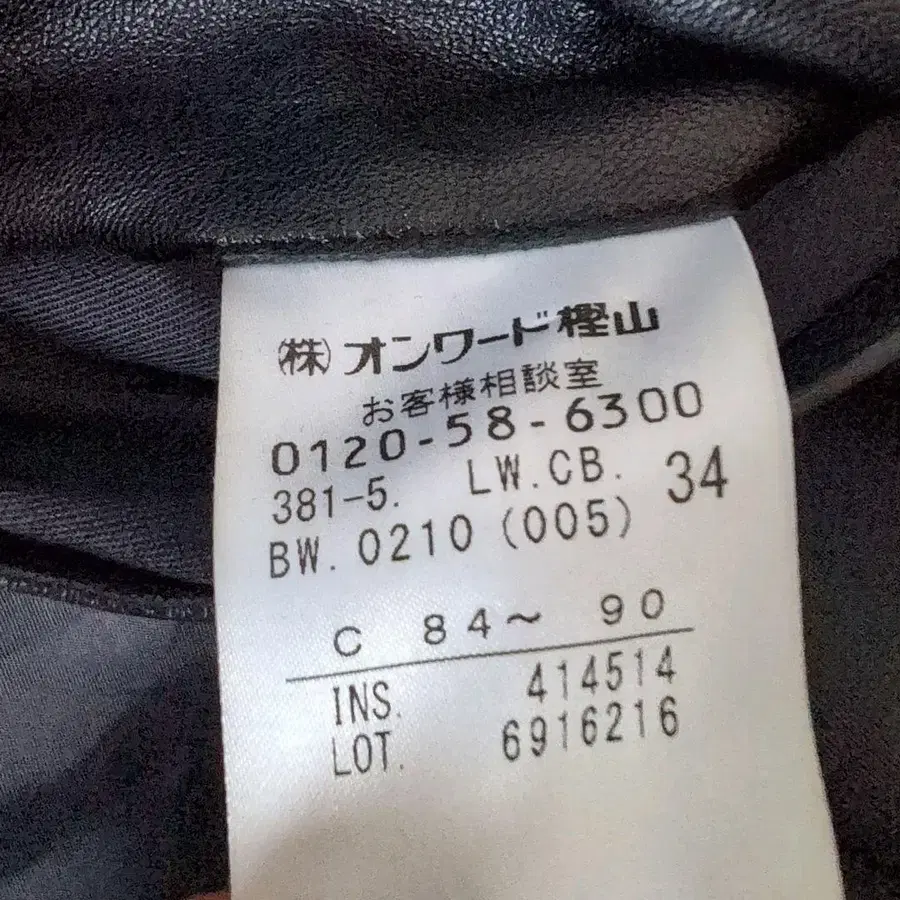 ㈱オンワード樫山
お客様相談室
0120-58-6300
381-5. LW.CB. 34
BW. 0210 (005)
C 84～ 90
INS. 414514
LOT. 6916216